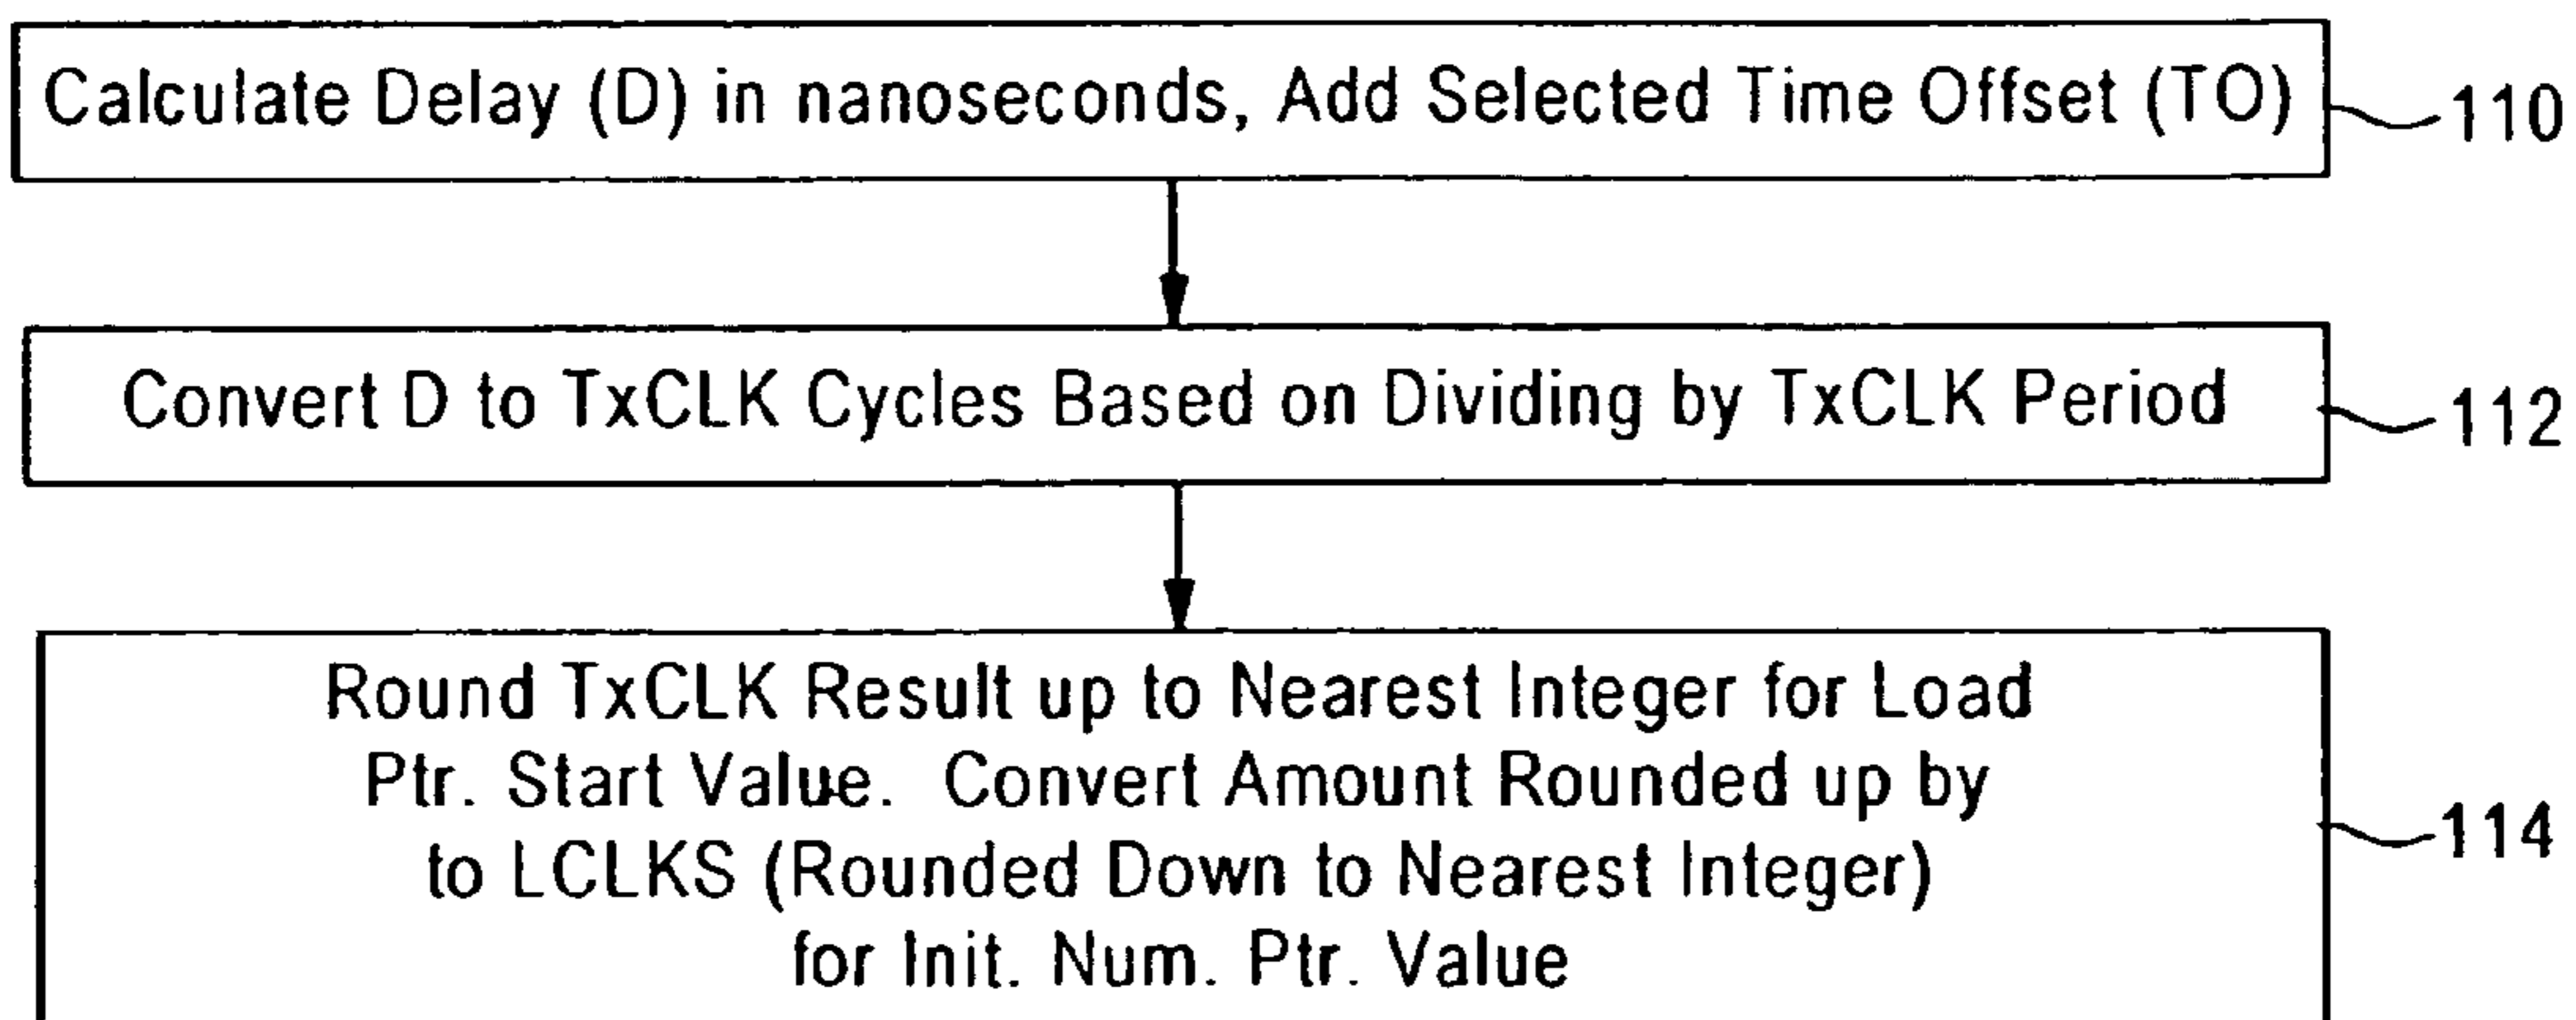 Calculate Delay (D) in nanoseconds, Add Selected Time Offset (TO)
110
Convert D to TxCLK Cycles Based on Dividing by TxCLK Period
112
Round TxCLK Result up to Nearest Integer for Load
Ptr. Start Value. Convert Amount Rounded up by
to LCLKS (Rounded Down to Nearest Integer)
for Init. Num. Ptr. Value
114